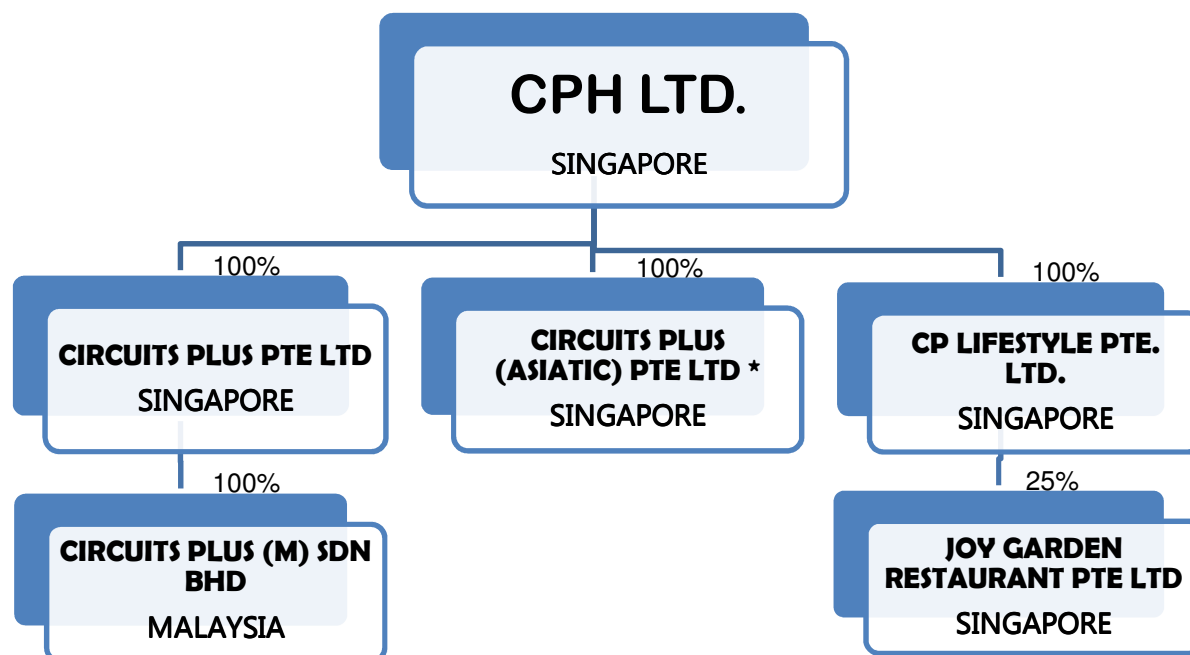 CPH LTD.
SINGAPORE
100%
100%
100%
CIRCUITS PLUS PTE LTD
SINGAPORE
CIRCUITS PLUS
(ASIATIC) PTE LTD *
SINGAPORE
CP LIFESTYLE PTE.
LTD.
SINGAPORE
100%
25%
CIRCUITS PLUS (M) SDN
BHD
MALAYSIA
JOY GARDEN
RESTAURANT PTE LTD
SINGAPORE